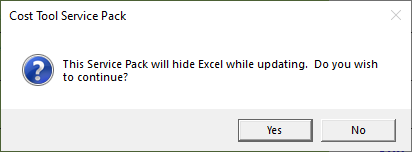 Cost Tool Service Pack
This Service Pack will hide Excel while updating.  Do you wish
to continue?
Yes
No